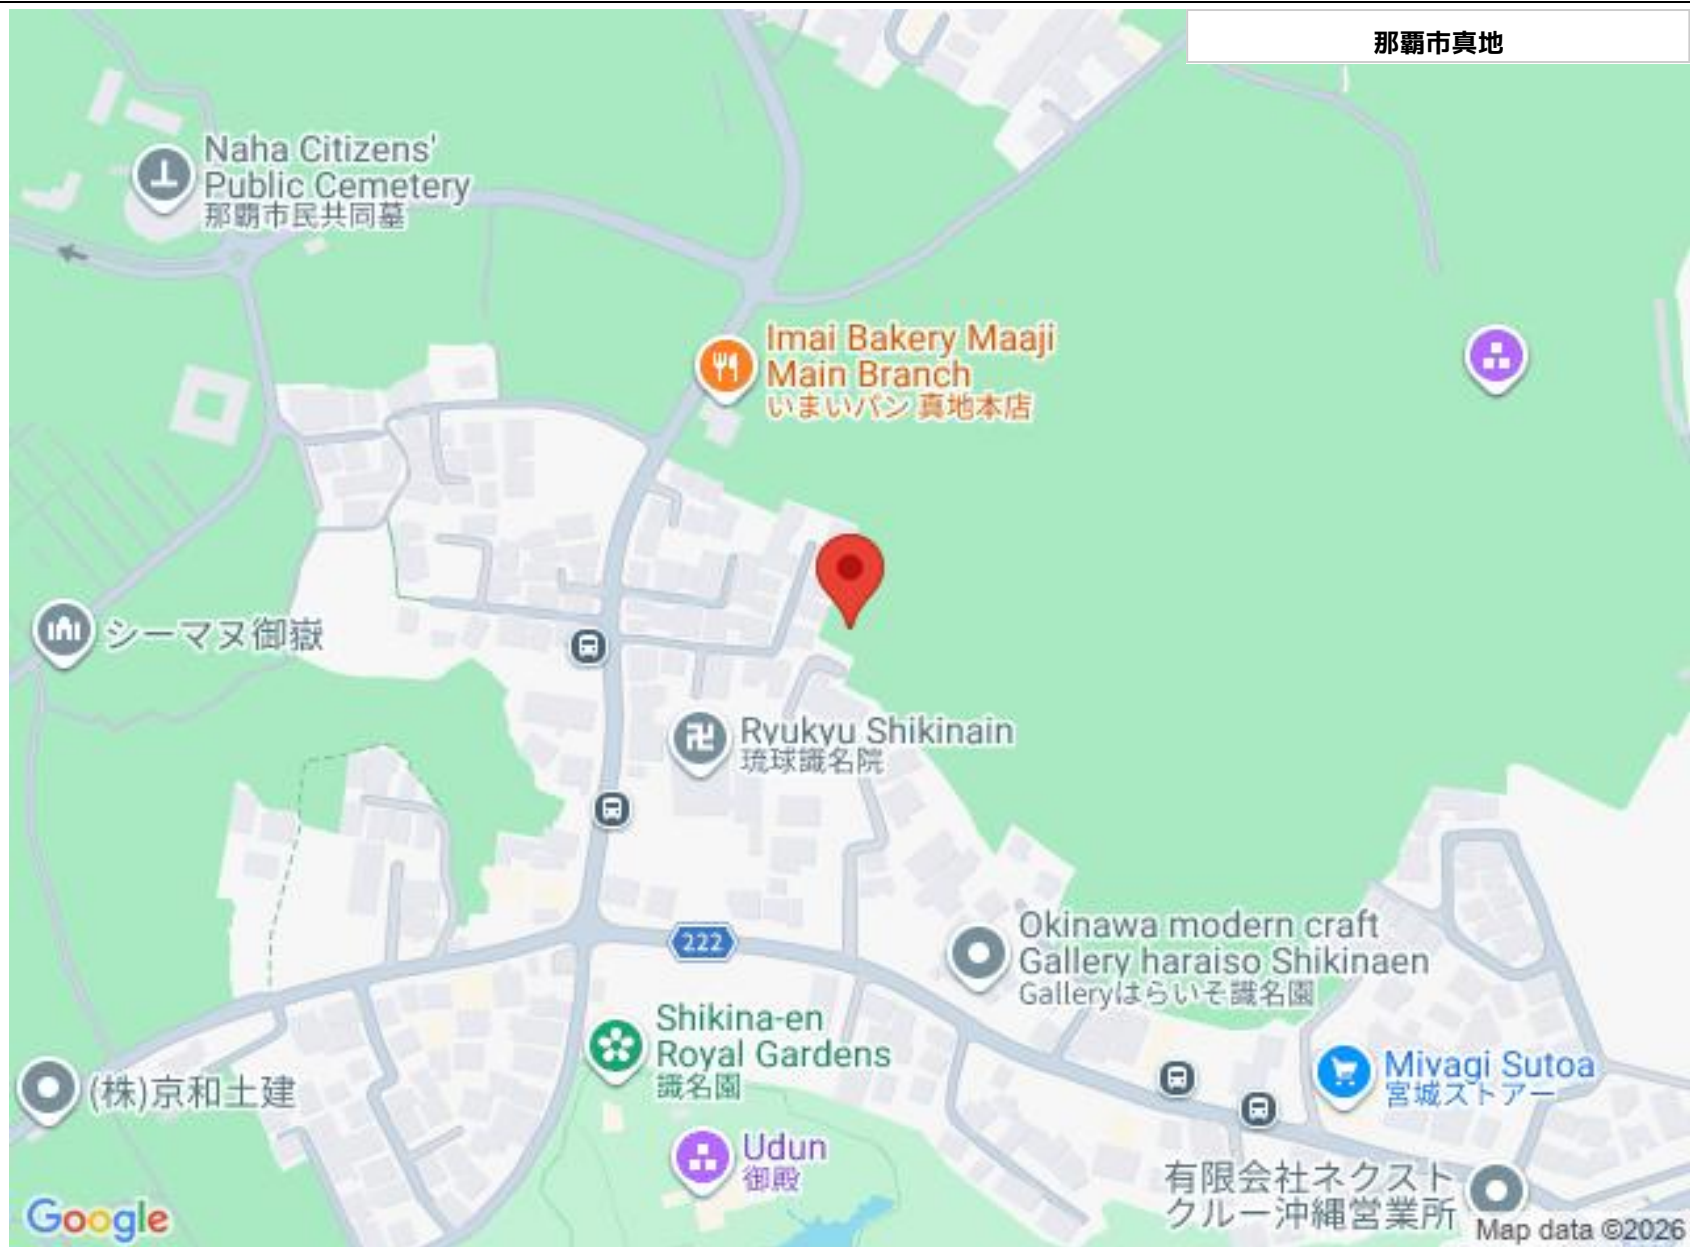 那覇市真地
Naha Citizens'
Public Cemetery
那覇市民共同墓
Imai Bakery Maaji
Main Branch
いまいパン 真地本店
シーマヌ御嶽
Ryukyu Shikinain
琉球識名院
222
Okinawa modern craft
Gallery haraiso Shikinaen
Galleryはらいそ識名園
Shikina-en
Royal Gardens
識名園
Miyagi Sutoa
宮城ストアー
(株)京和土建
Udun
御殿
有限会社ネクスト
クルー沖縄営業所
Google
Map data ©2026